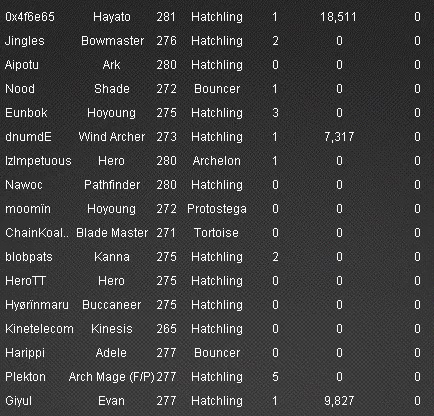 0x4f6e65 Hayato 281 Hatchling 1 18,511 0
Jingles Bowmaster 276 Hatchling 2 0 0
Aipotu Ark 280 Hatchling 0 0 0
Nood Shade 272 Bouncer 1 0 0
Eunbok Hoyoung 275 Hatchling 3 0 0
dnumdE Wind Archer 273 Hatchling 1 7,317 0
IzImpetuous Hero 280 Archelon 1 0 0
Nawoc Pathfinder 280 Hatchling 0 0 0
moomïn Hoyoung 272 Protostega 0 0 0
ChainKoal.. Blade Master 271 Tortoise 0 0 0
blobpats Kanna 275 Hatchling 2 0 0
HeroTT Hero 275 Hatchling 0 0 0
Hyørïnmaru Buccaneer 275 Hatchling 0 0 0
Kinetelecom Kinesis 265 Hatchling 0 0 0
Harippi Adele 277 Bouncer 0 0 0
Plekton Arch Mage (F/P) 277 Hatchling 5 0 0
Giyul Evan 277 Hatchling 1 9,827 0